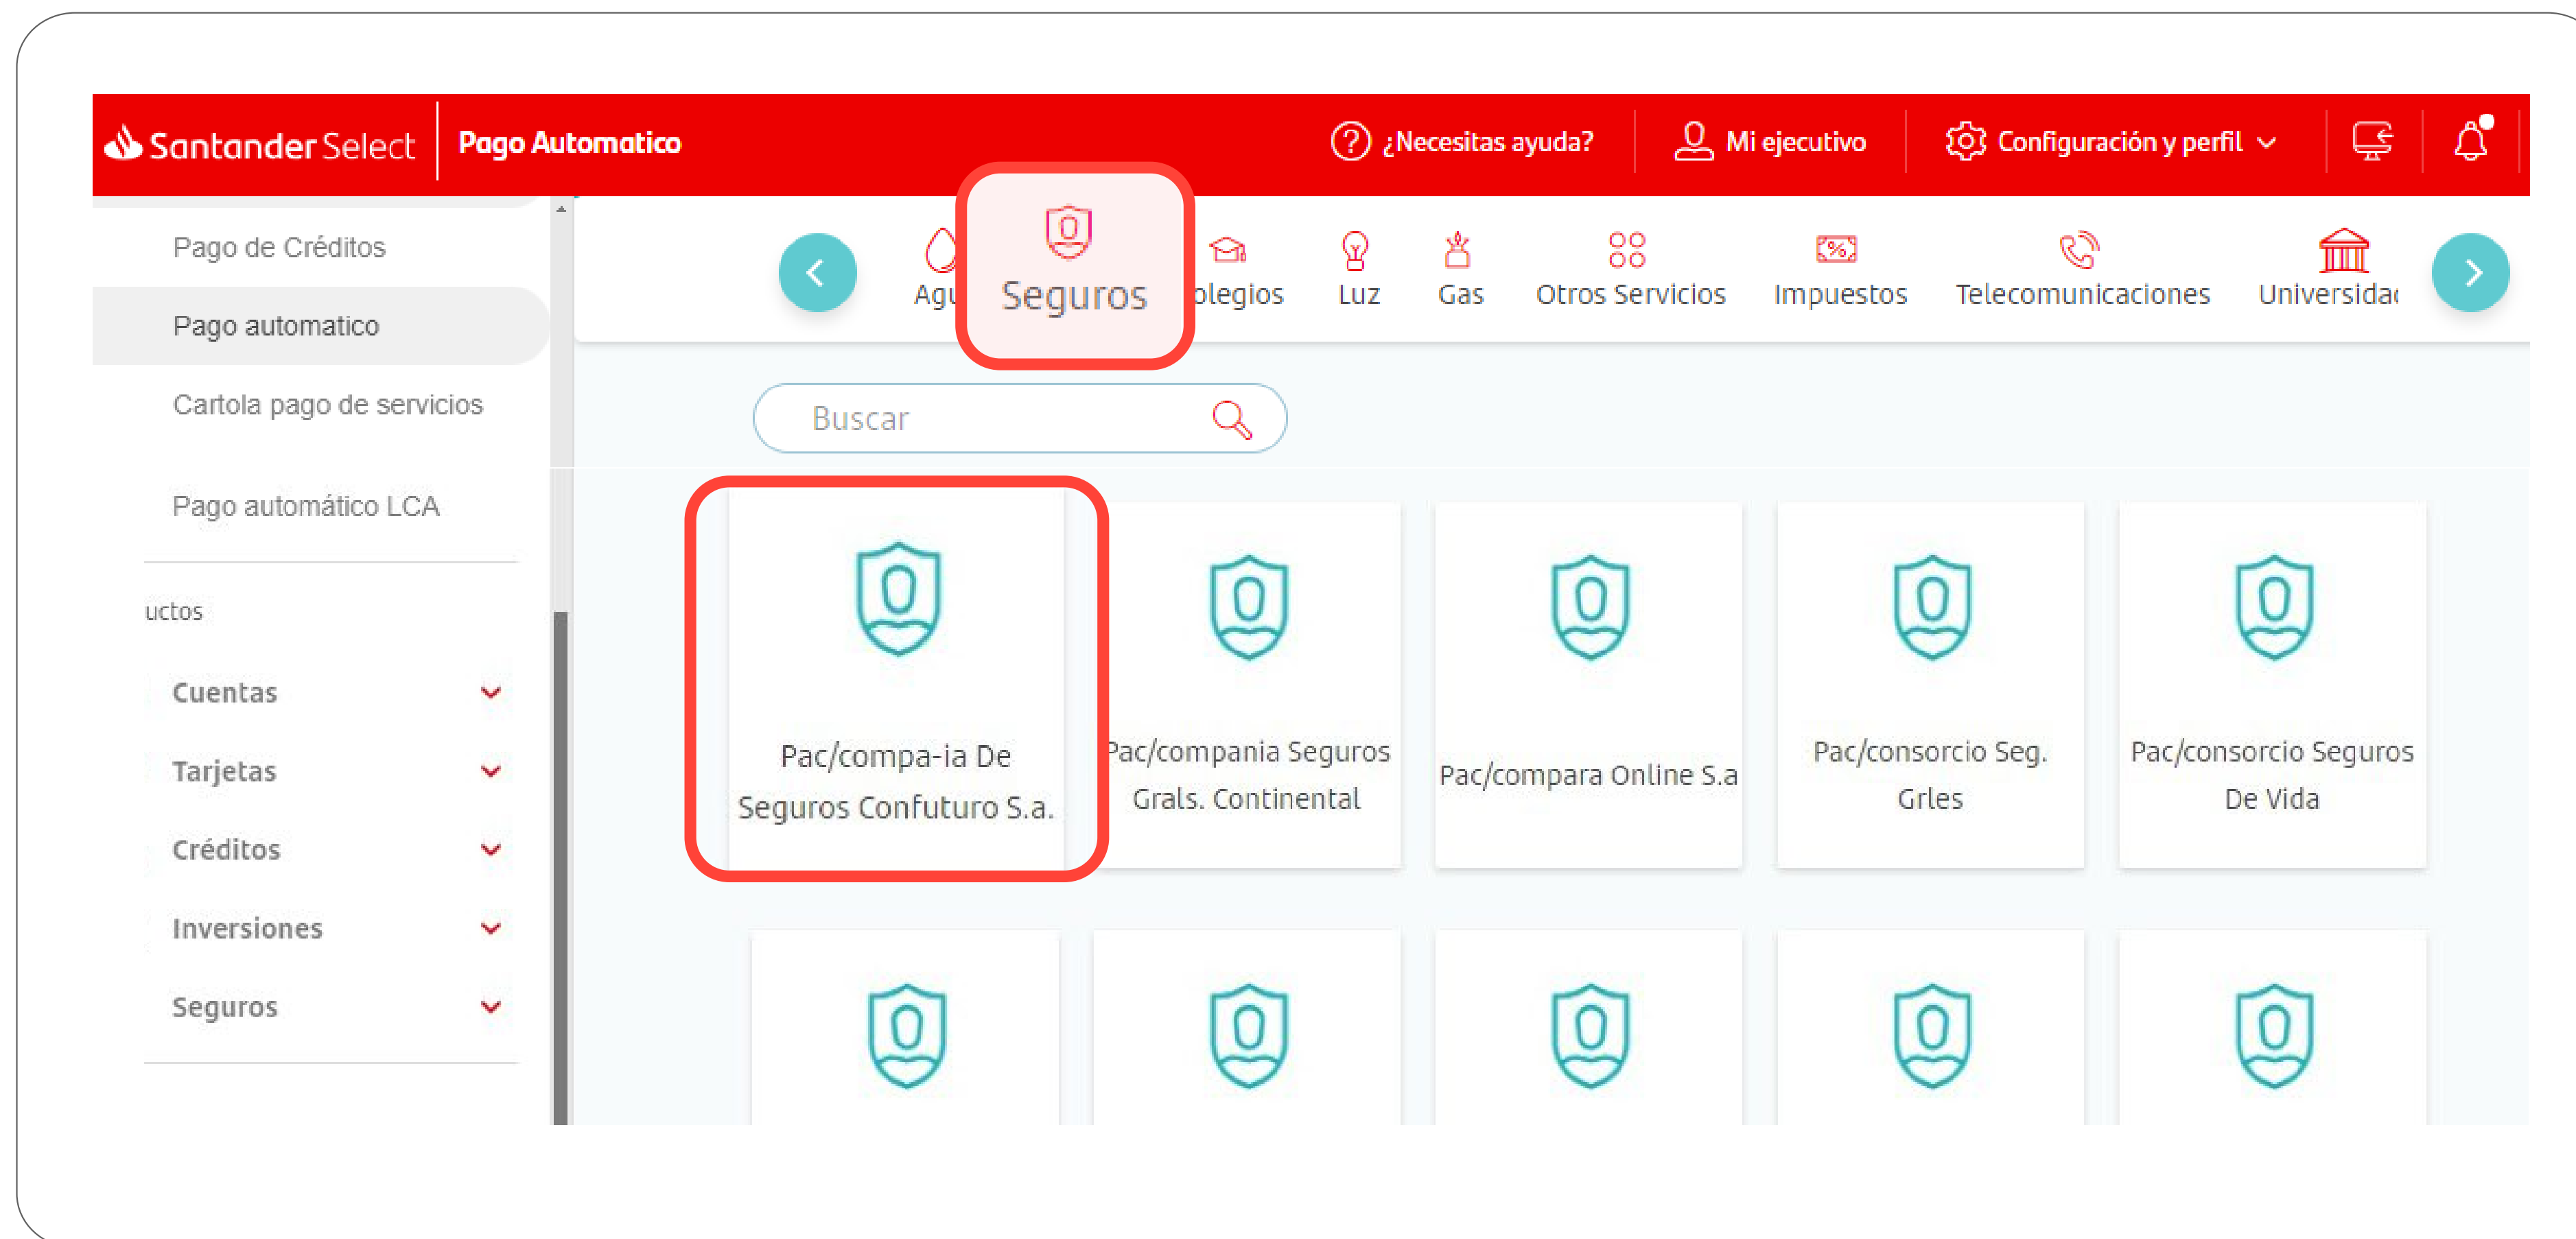 Santander Select
Pago Automatico
¿Necesitas ayuda?
Mi ejecutivo
Configuración y perfil
Pago de Créditos
Pago automatico
Cartola pago de servicios
Pago automático LCA
uctos
Cuentas
Tarjetas
Créditos
Inversiones
Seguros
Agu
Seguros
olegios
Luz
Gas
Otros Servicios
Impuestos
Telecomunicaciones
Universidad
Buscar
Pac/compa-ia De
Seguros Confuturo S.a.
Pac/compania Seguros
Grals. Continental
Pac/compara Online S.a
Pac/consorcio Seg.
Grles
Pac/consorcio Seguros
De Vida